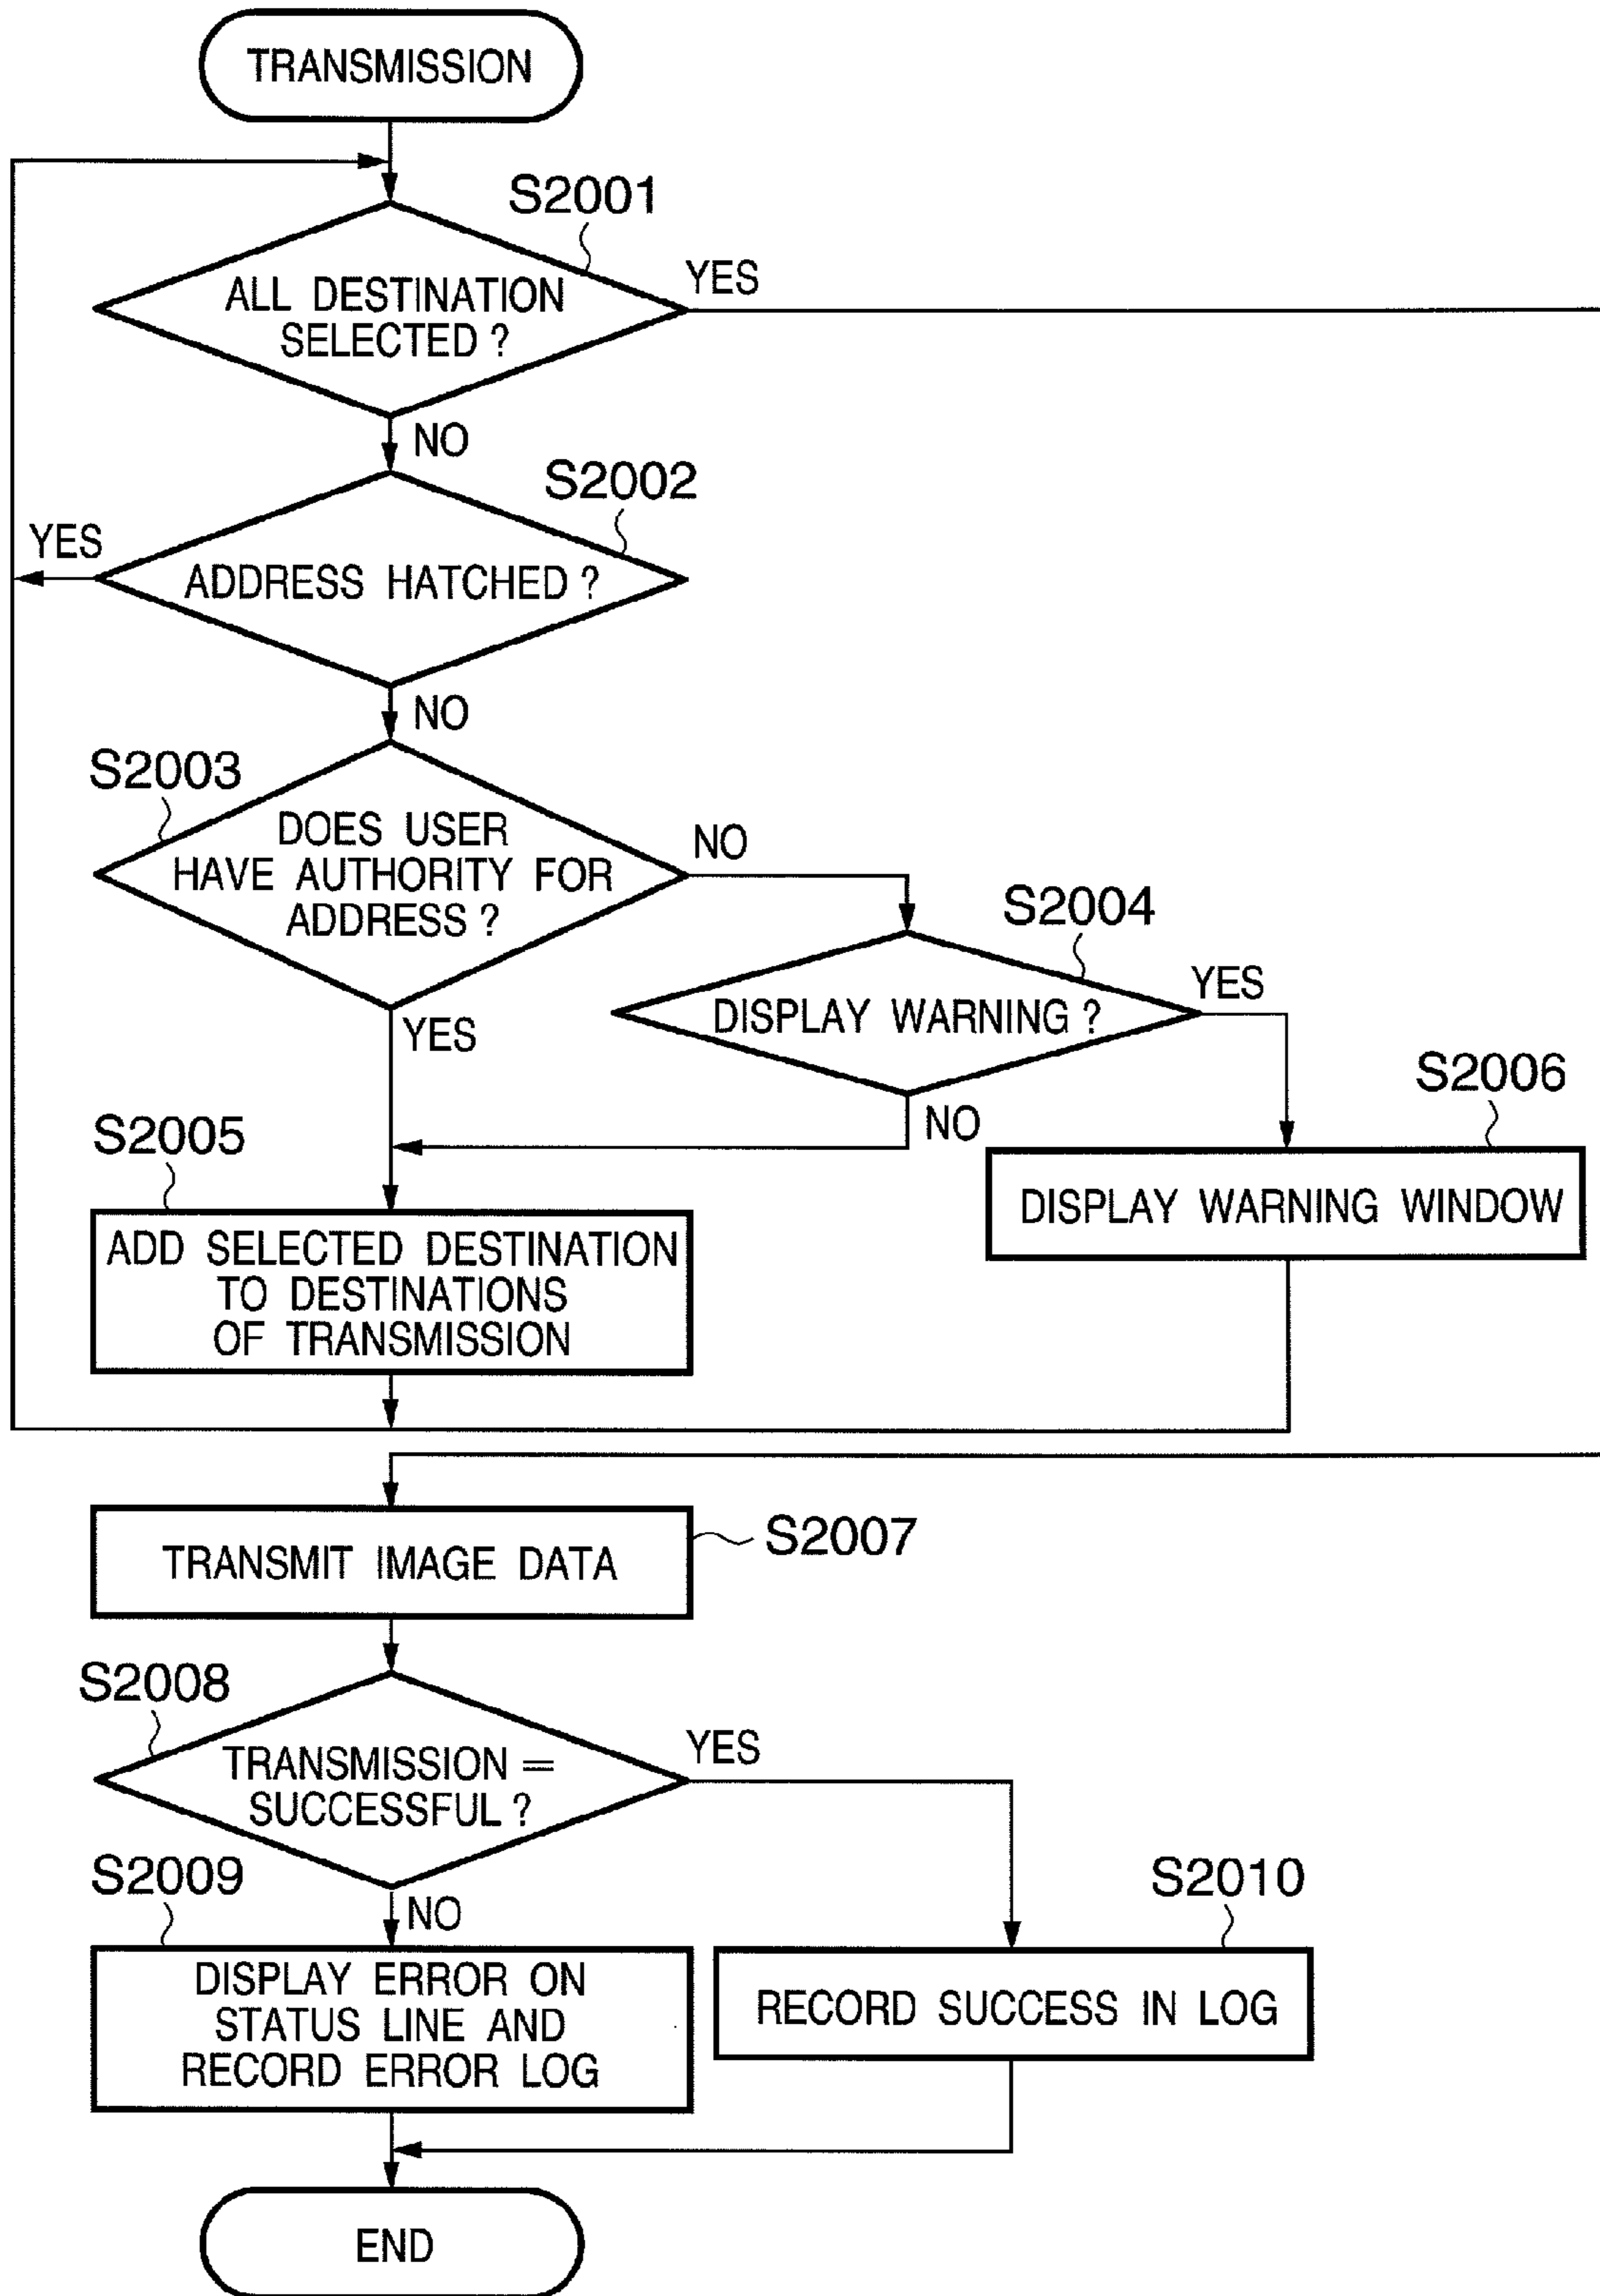 TRANSMISSION
S2001
ALL DESTINATION
SELECTED ?
YES
NO
S2002
YES
ADDRESS HATCHED ?
NO
S2003
DOES USER
HAVE AUTHORITY FOR
ADDRESS ?
NO
YES
S2004
DISPLAY WARNING ?
YES
NO
S2005
ADD SELECTED DESTINATION
TO DESTINATIONS
OF TRANSMISSION
S2006
DISPLAY WARNING WINDOW
TRANSMIT IMAGE DATA
S2007
S2008
TRANSMISSION =
SUCCESSFUL ?
YES
NO
S2009
DISPLAY ERROR ON
STATUS LINE AND
RECORD ERROR LOG
S2010
RECORD SUCCESS IN LOG
END